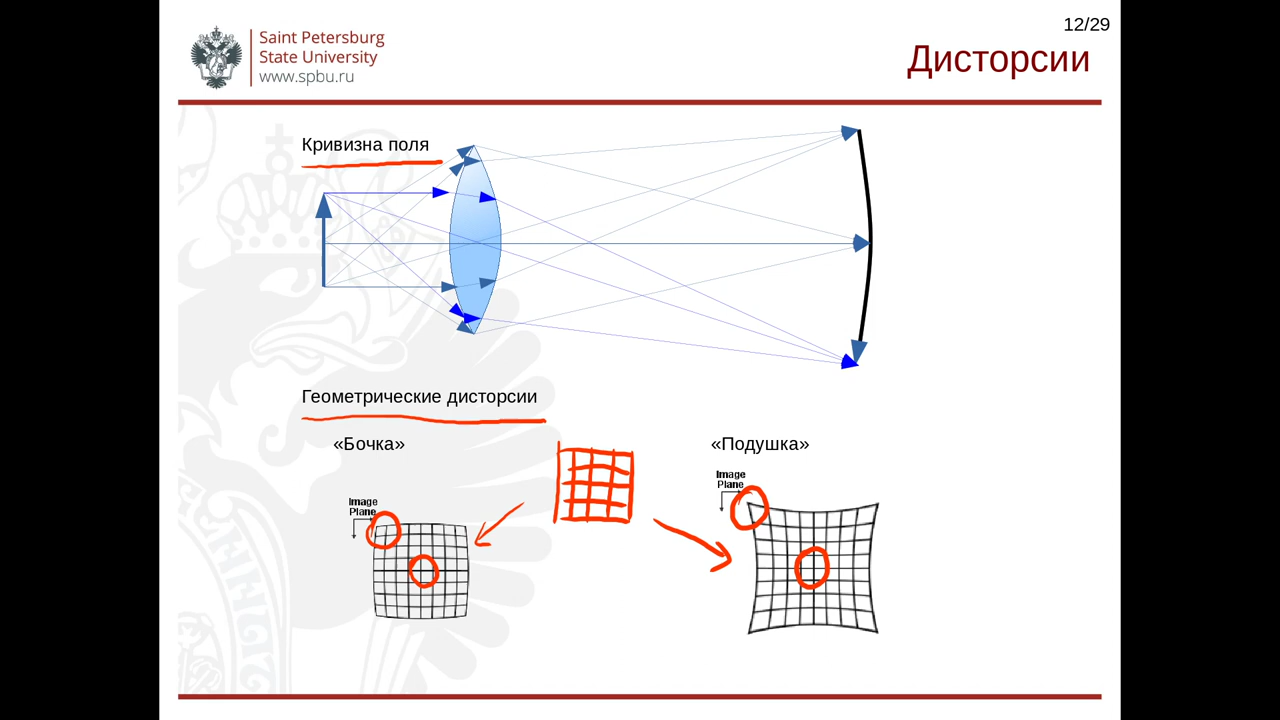 12/29
Saint Petersburg
State University
www.spbu.ru
Дисторсии
Кривизна поля
Геометрические дисторсии
«Бочка»
«Подушка»
Image
Plane
Image
Plane